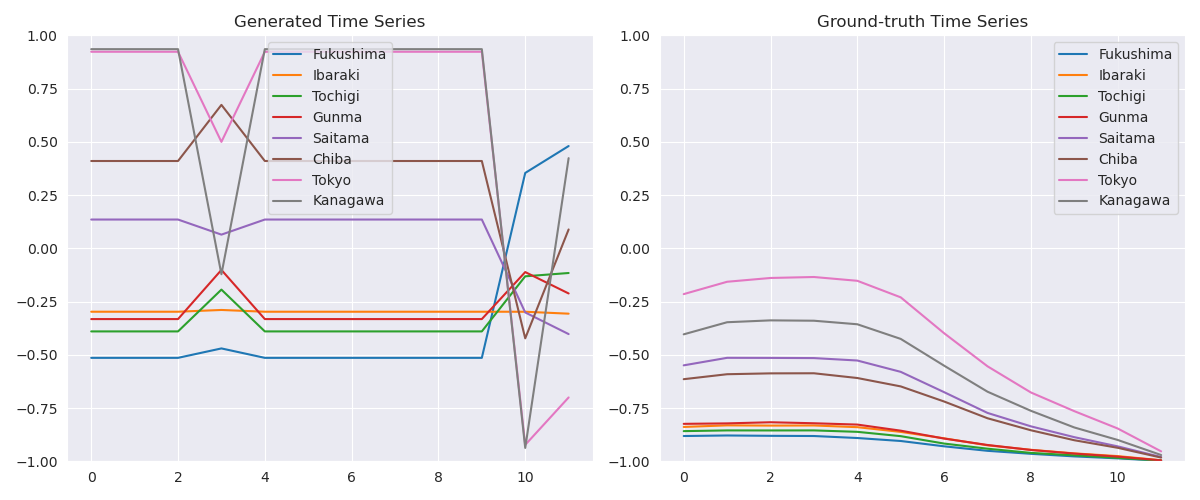 Generated Time Series
1.00
0.75
0.50
0.25
0.00
−0.25
−0.50
−0.75
−1.00
0 2 4 6 8 10
Fukushima
Ibaraki
Tochigi
Gunma
Saitama
Chiba
Tokyo
Kanagawa
Ground-truth Time Series
1.00
0.75
0.50
0.25
0.00
−0.25
−0.50
−0.75
−1.00
0 2 4 6 8 10
Fukushima
Ibaraki
Tochigi
Gunma
Saitama
Chiba
Tokyo
Kanagawa